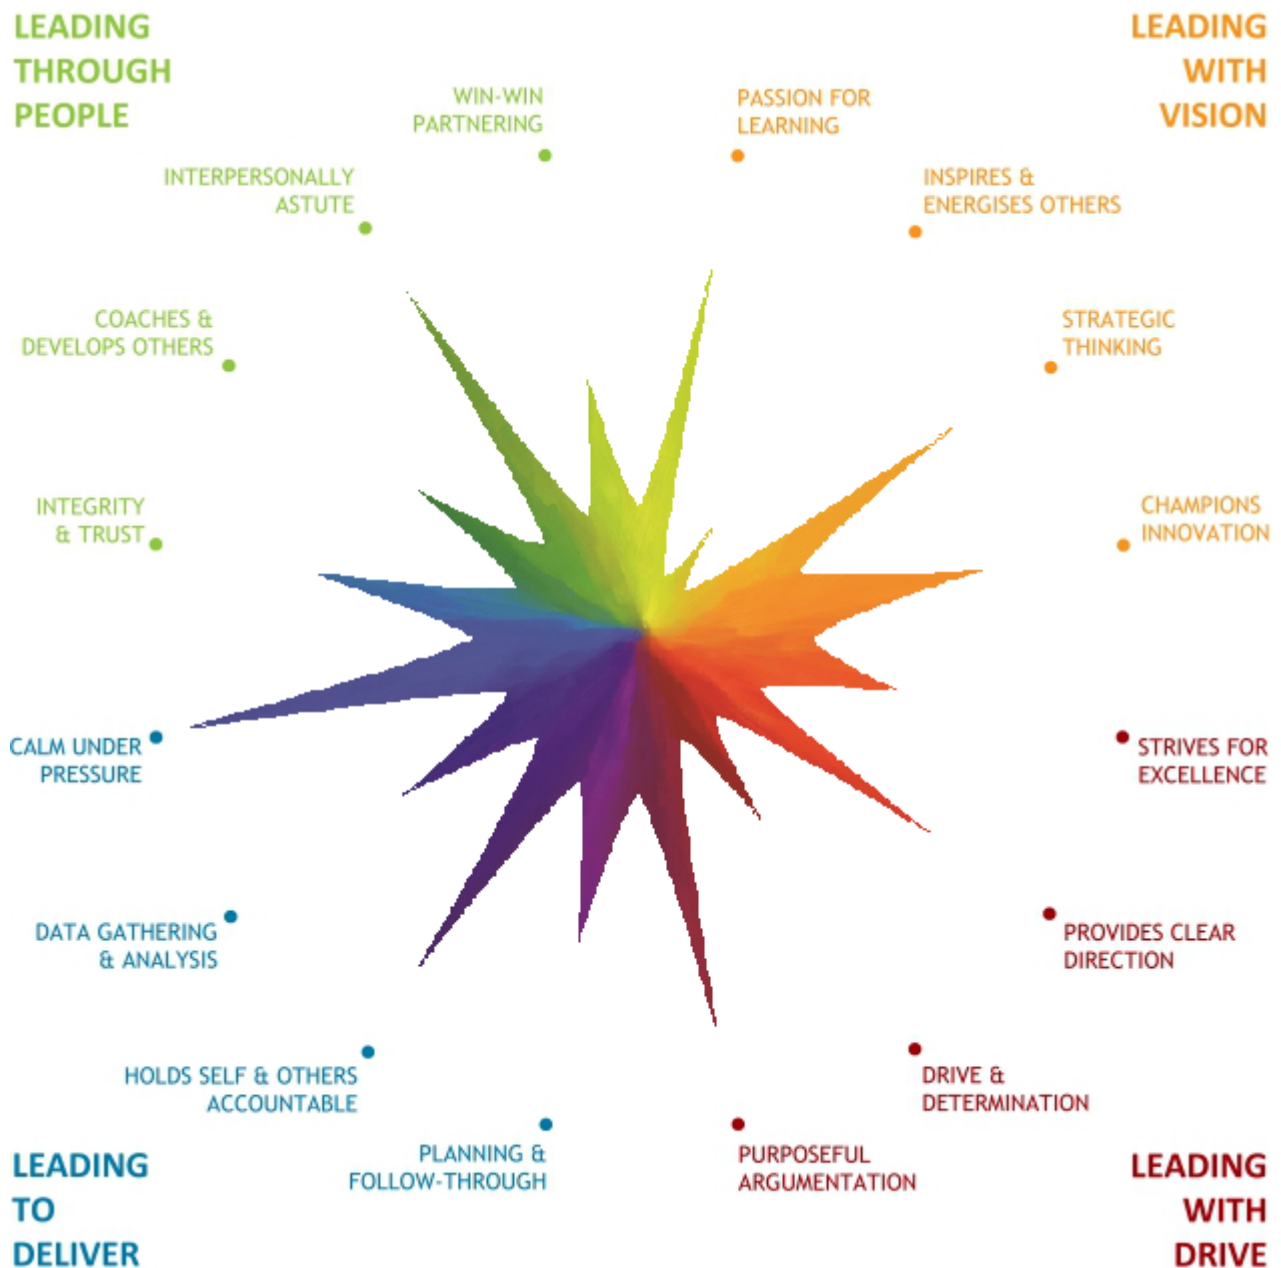 LEADING
THROUGH
PEOPLE
LEADING
WITH
VISION
WIN-WIN
PARTNERING
PASSION FOR
LEARNING
INTERPERSONALLY
ASTUTE
INSPIRES &
ENERGISES OTHERS
COACHES &
DEVELOPS OTHERS
STRATEGIC
THINKING
INTEGRITY
& TRUST
CHAMPIONS
INNOVATION
CALM UNDER
PRESSURE
STRIVES FOR
EXCELLENCE
DATA GATHERING
& ANALYSIS
PROVIDES CLEAR
DIRECTION
HOLDS SELF & OTHERS
ACCOUNTABLE
DRIVE &
DETERMINATION
PLANNING &
FOLLOW-THROUGH
PURPOSEFUL
ARGUMENTATION
LEADING
TO
DELIVER
LEADING
WITH
DRIVE